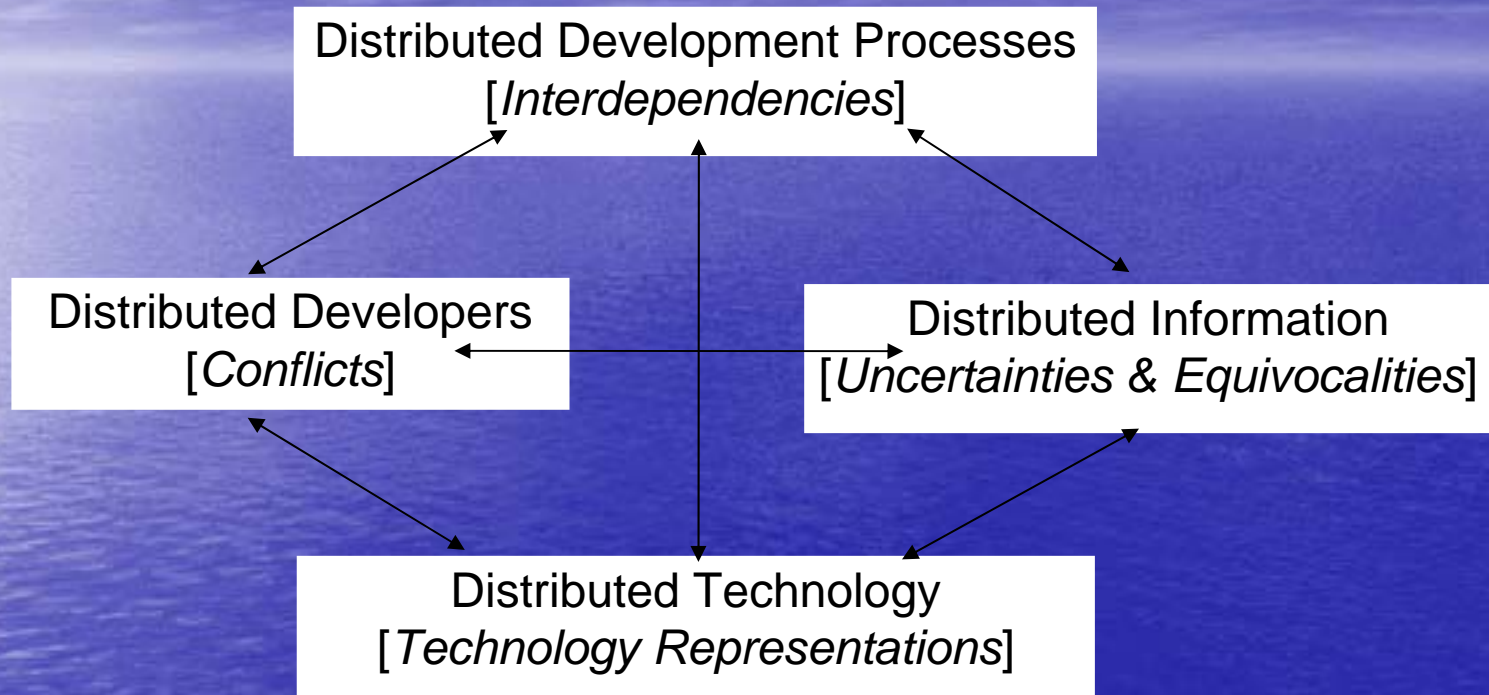 Distributed Development Processes
[Interdependencies]
Distributed Developers
[Conflicts]
Distributed Information
[Uncertainties & Equivocalities]
Distributed Technology
[Technology Representations]